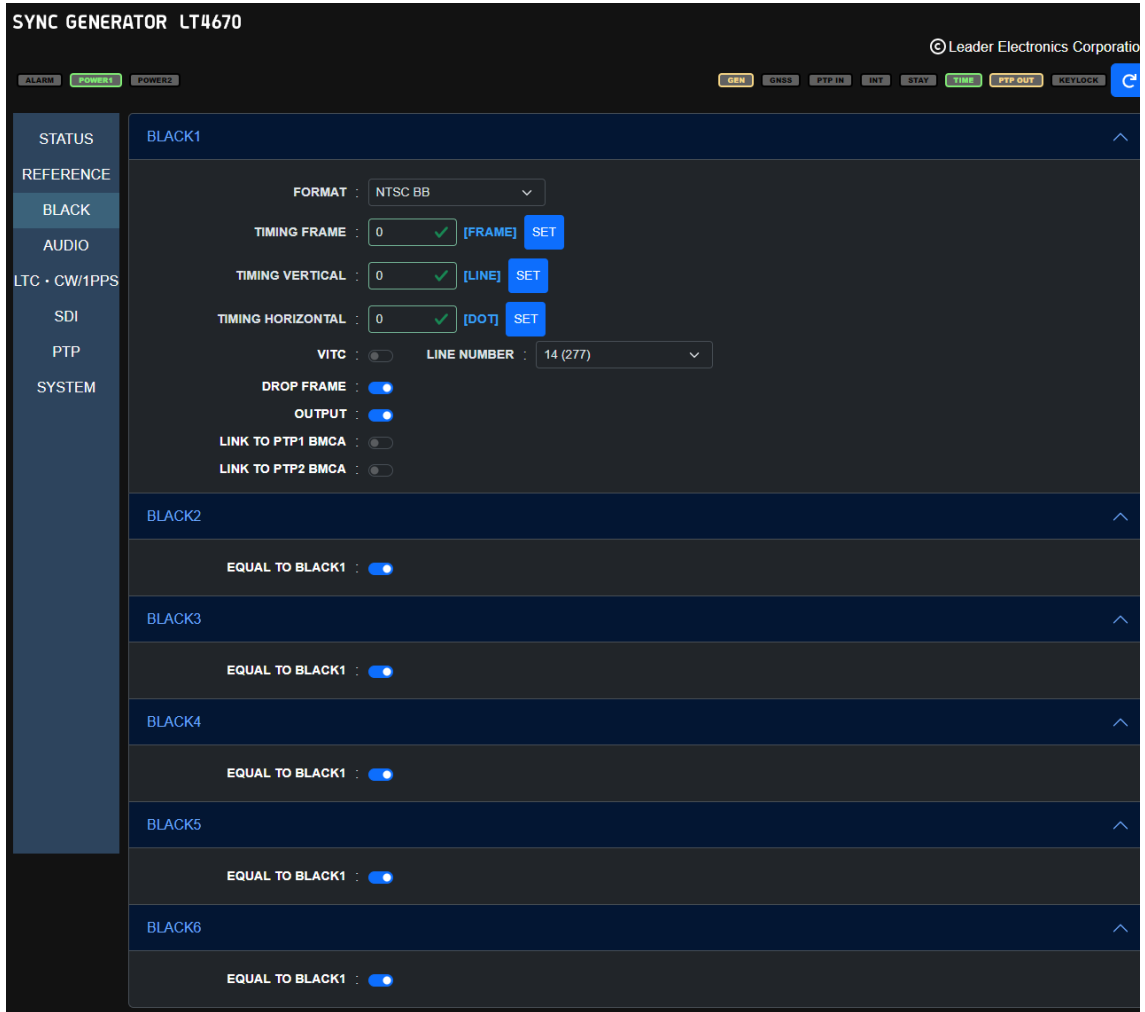 SYNC GENERATOR LT4670
©Leader Electronics Corporatio
ALARM POWER1 POWER2 GEN GNSS PTP IN INT STAY TIME PTP OUT KEYLOCK
STATUS
REFERENCE
BLACK
AUDIO
LTC・CW/1PPS
SDI
PTP
SYSTEM
BLACK1
FORMAT : NTSC BB
TIMING FRAME : 0 [FRAME] SET
TIMING VERTICAL : 0 [LINE] SET
TIMING HORIZONTAL : 0 [DOT] SET
VITC : LINE NUMBER : 14 (277)
DROP FRAME :
OUTPUT :
LINK TO PTP1 BMCA :
LINK TO PTP2 BMCA :
BLACK2
EQUAL TO BLACK1 :
BLACK3
EQUAL TO BLACK1 :
BLACK4
EQUAL TO BLACK1 :
BLACK5
EQUAL TO BLACK1 :
BLACK6
EQUAL TO BLACK1 :